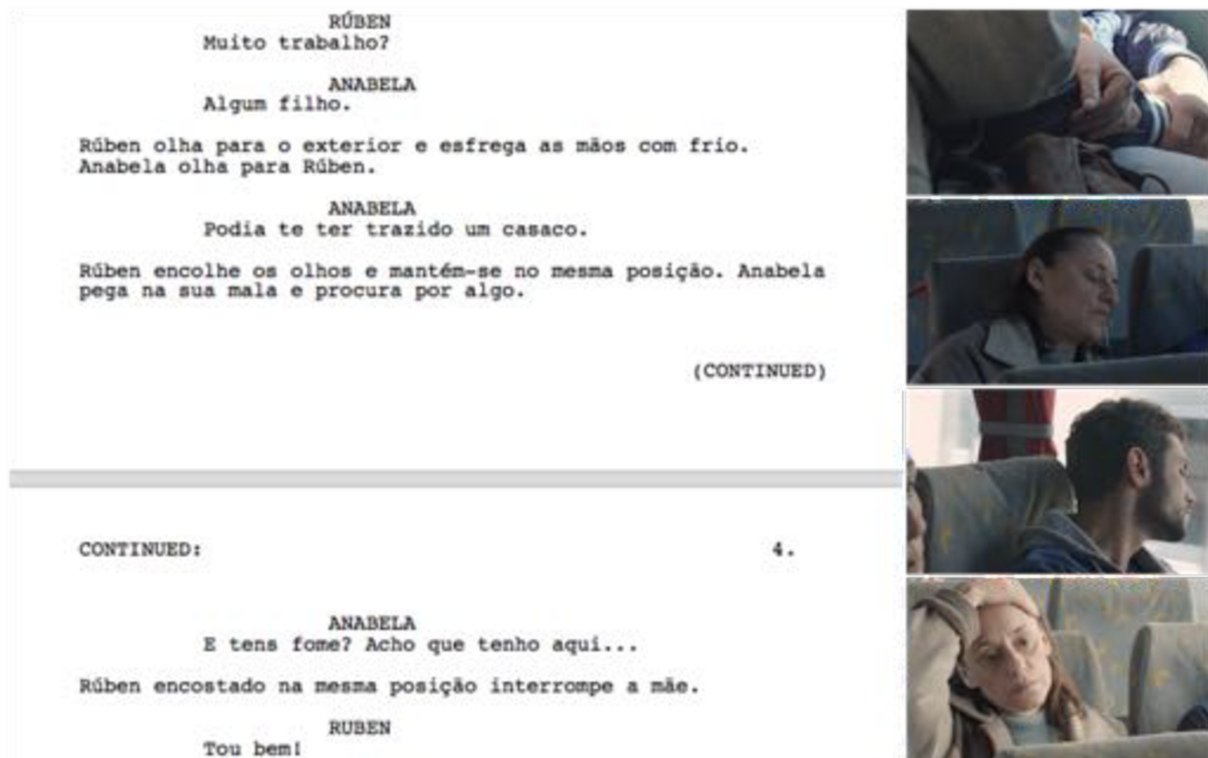 RÚBEN
Muito trabalho?
ANABELA
Algum filho.
Rúben olha para o exterior e esfrega as mãos com frio.
Anabela olha para Rúben.
ANABELA
Podia te ter trazido um casaco.
Rúben encolhe os olhos e mantém-se no mesma posição. Anabela
pega na sua mala e procura por algo.
(CONTINUED)
CONTINUED:
4.
ANABELA
E tens fome? Acho que tenho aqui...
Rúben encostado na mesma posição interrompe a mãe.
RUBEN
Tou bem!